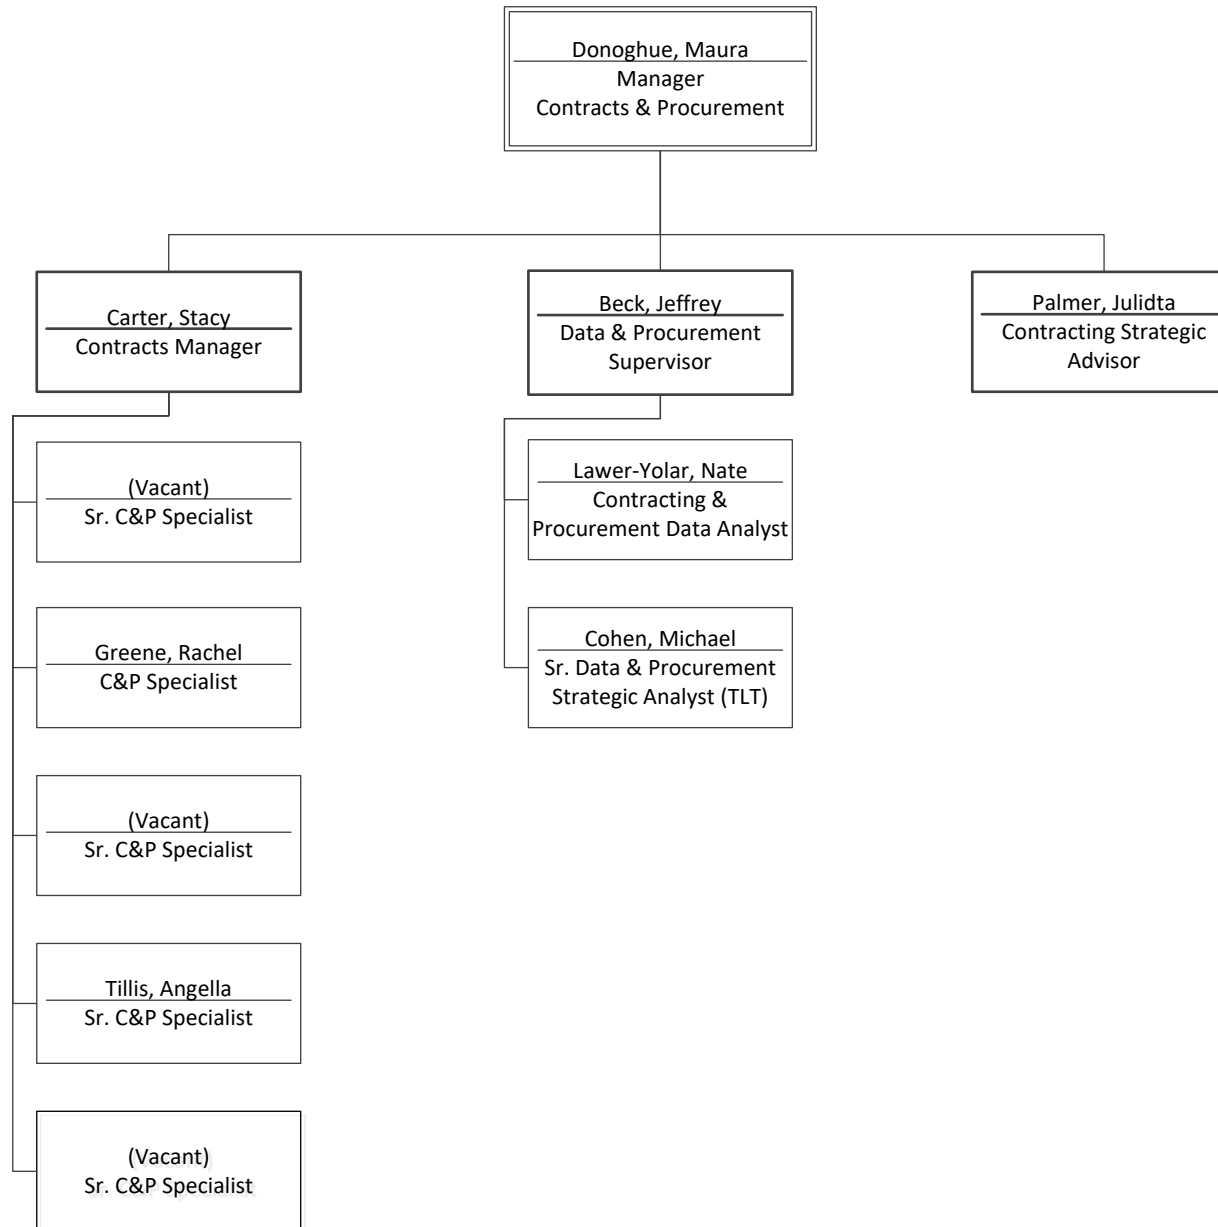 Donoghue, Maura
Manager
Contracts & Procurement
Carter, Stacy
Contracts Manager
Beck, Jeffrey
Data & Procurement
Supervisor
Palmer, Julidta
Contracting Strategic
Advisor
(Vacant)
Sr. C&P Specialist
Lawer-Yolar, Nate
Contracting &
Procurement Data Analyst
Greene, Rachel
C&P Specialist
Cohen, Michael
Sr. Data & Procurement
Strategic Analyst (TLT)
(Vacant)
Sr. C&P Specialist
Tillis, Angella
Sr. C&P Specialist
(Vacant)
Sr. C&P Specialist